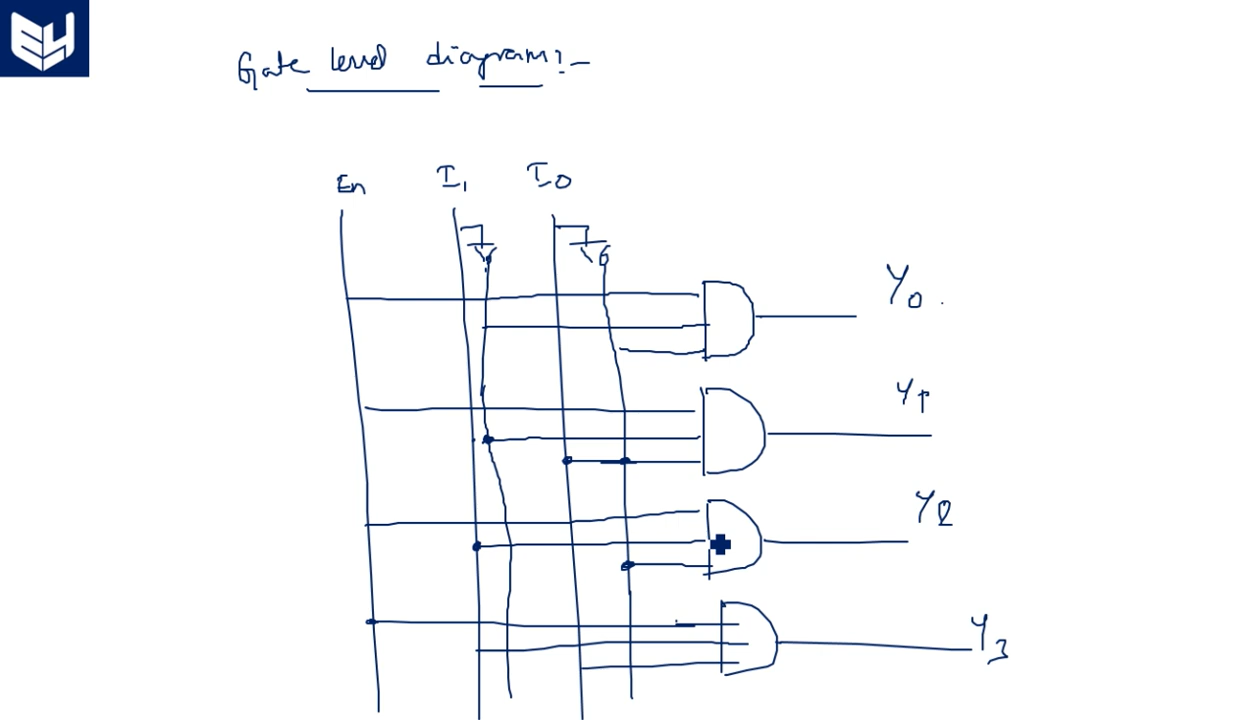 Gate level diagram:-
En I₁ I₀
Y₀
Y₁
Y₂
Y₃